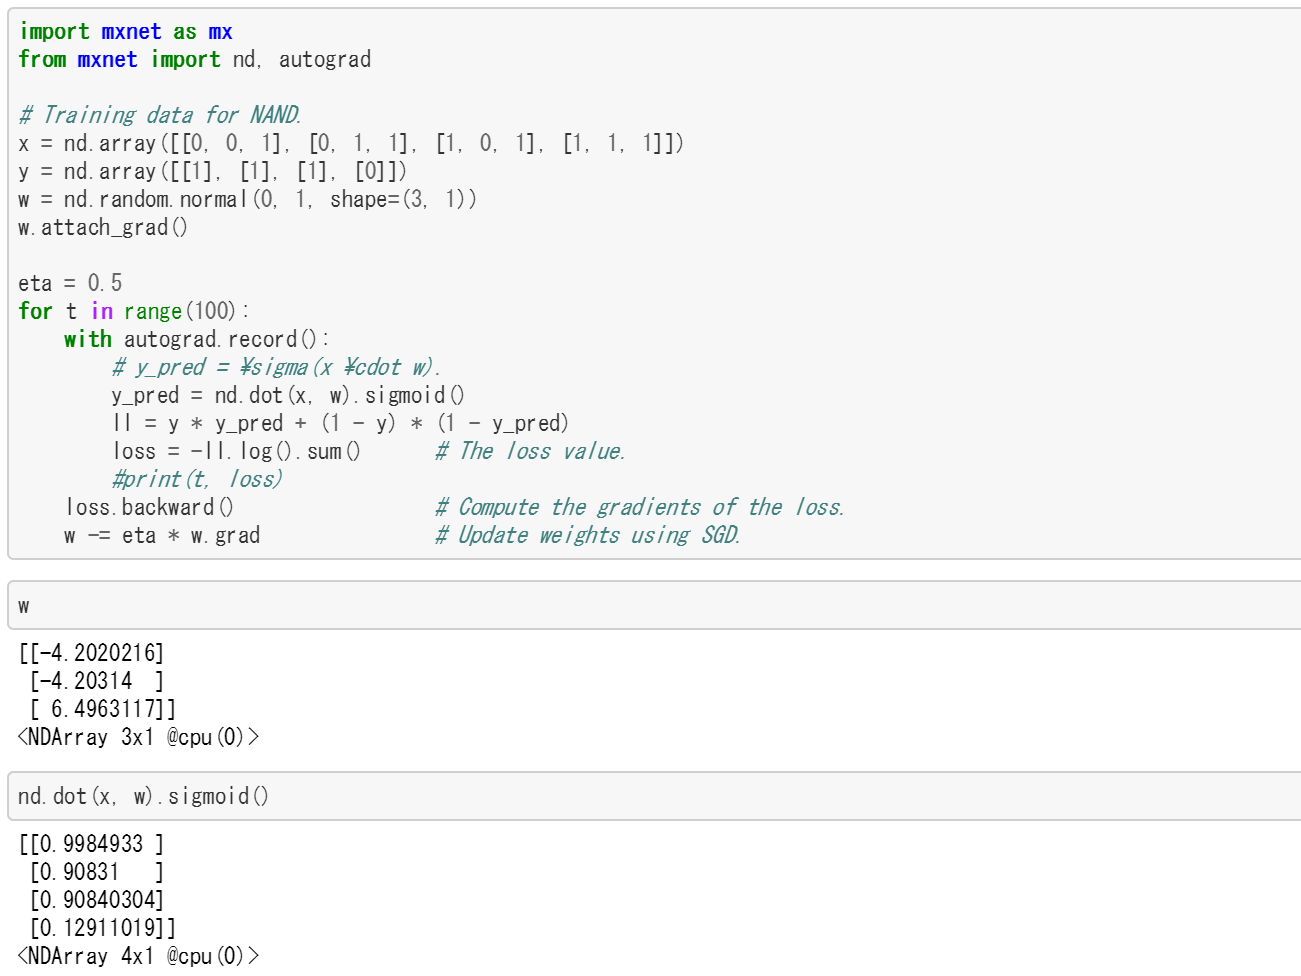 import mxnet as mx
from mxnet import nd, autograd

# Training data for NAND.
x = nd.array([[0, 0, 1], [0, 1, 1], [1, 0, 1], [1, 1, 1]])
y = nd.array([[1], [1], [1], [0]])
w = nd.random.normal(0, 1, shape=(3, 1))
w.attach_grad()

eta = 0.5
for t in range(100):
    with autograd.record():
        # y_pred = ¥sigma(x ¥cdot w).
        y_pred = nd.dot(x, w).sigmoid()
        ll = y * y_pred + (1 - y) * (1 - y_pred)
        loss = -ll.log().sum()      # The loss value.
        #print(t, loss)
    loss.backward()                 # Compute the gradients of the loss.
    w -= eta * w.grad               # Update weights using SGD.

w

[[-4.2020216]
 [-4.20314  ]
 [ 6.4963117]]
<NDArray 3x1 @cpu(0)>

nd.dot(x, w).sigmoid()

[[0.9984933 ]
 [0.90831   ]
 [0.90840304]
 [0.12911019]]
<NDArray 4x1 @cpu(0)>